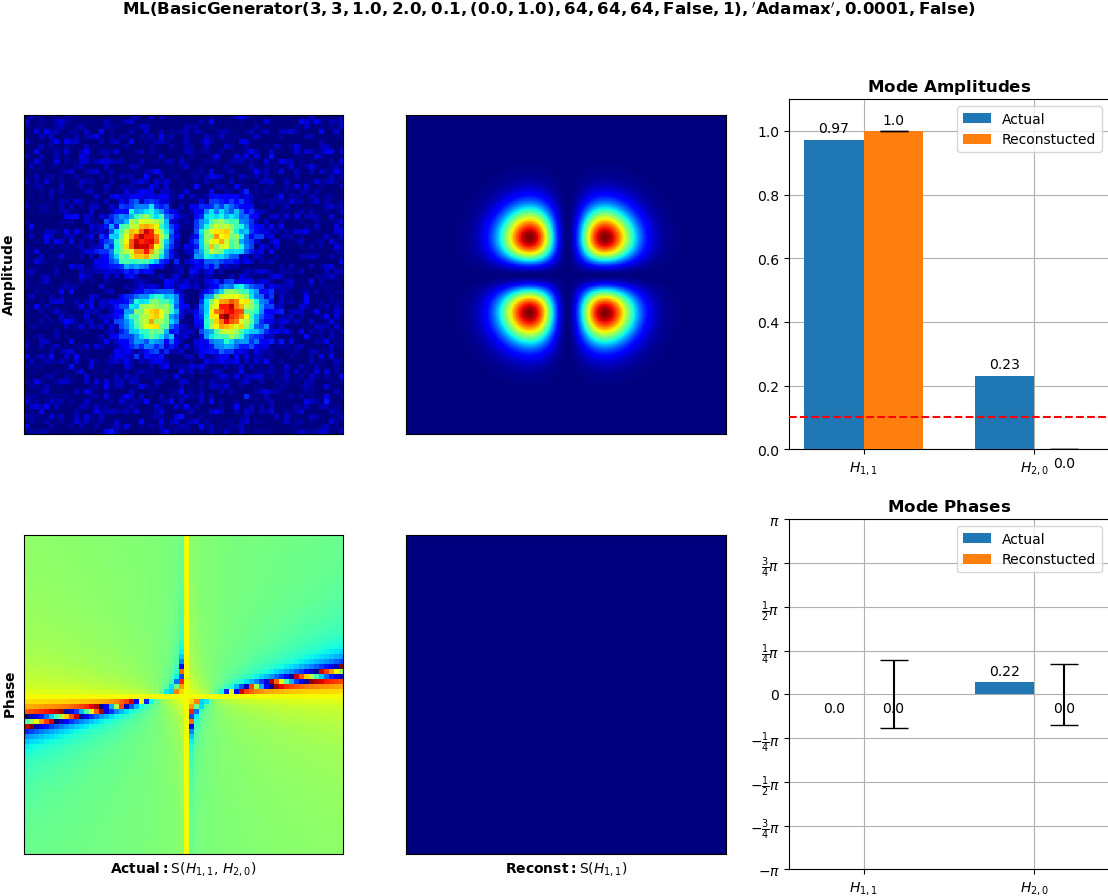 ML(BasicGenerator(3, 3, 1.0, 2.0, 0.1, (0.0, 1.0), 64, 64, 64, False, 1), 'Adamax', 0.0001, False)
Amplitude
Mode Amplitudes
Actual
Reconstucted
0.97
1.0
0.23
0.0
1.0
0.8
0.6
0.4
0.2
0.0
H1,1
H2,0
Phase
Actual: S(H1,1, H2,0)
Reconst: S(H1,1)
Mode Phases
Actual
Reconstucted
0.0
0.0
0.22
0.0
π
3/4π
1/2π
1/4π
0
−1/4π
−1/2π
−3/4π
−π
H1,1
H2,0